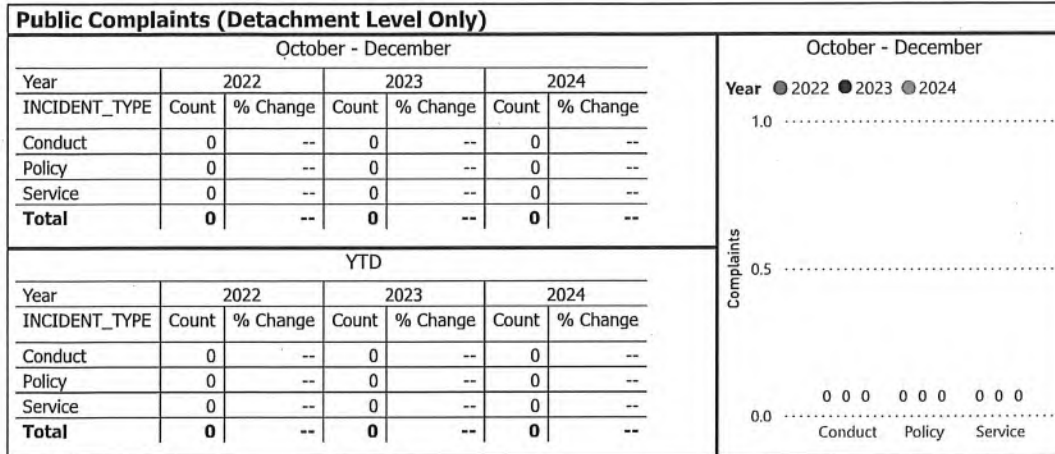 Public Complaints (Detachment Level Only)
October - December
Year 2022 2023 2024
INCIDENT_TYPE Count % Change Count % Change Count % Change
Conduct 0 -- 0 -- 0 --
Policy 0 -- 0 -- 0 --
Service 0 -- 0 -- 0 --
Total 0 -- 0 -- 0 --
YTD
Year 2022 2023 2024
INCIDENT_TYPE Count % Change Count % Change Count % Change
Conduct 0 -- 0 -- 0 --
Policy 0 -- 0 -- 0 --
Service 0 -- 0 -- 0 --
Total 0 -- 0 -- 0 --
October - December
Year 2022 2023 2024
1.0
Complaints
0.5
0 0 0 0 0 0 0 0 0
0.0
Conduct Policy Service